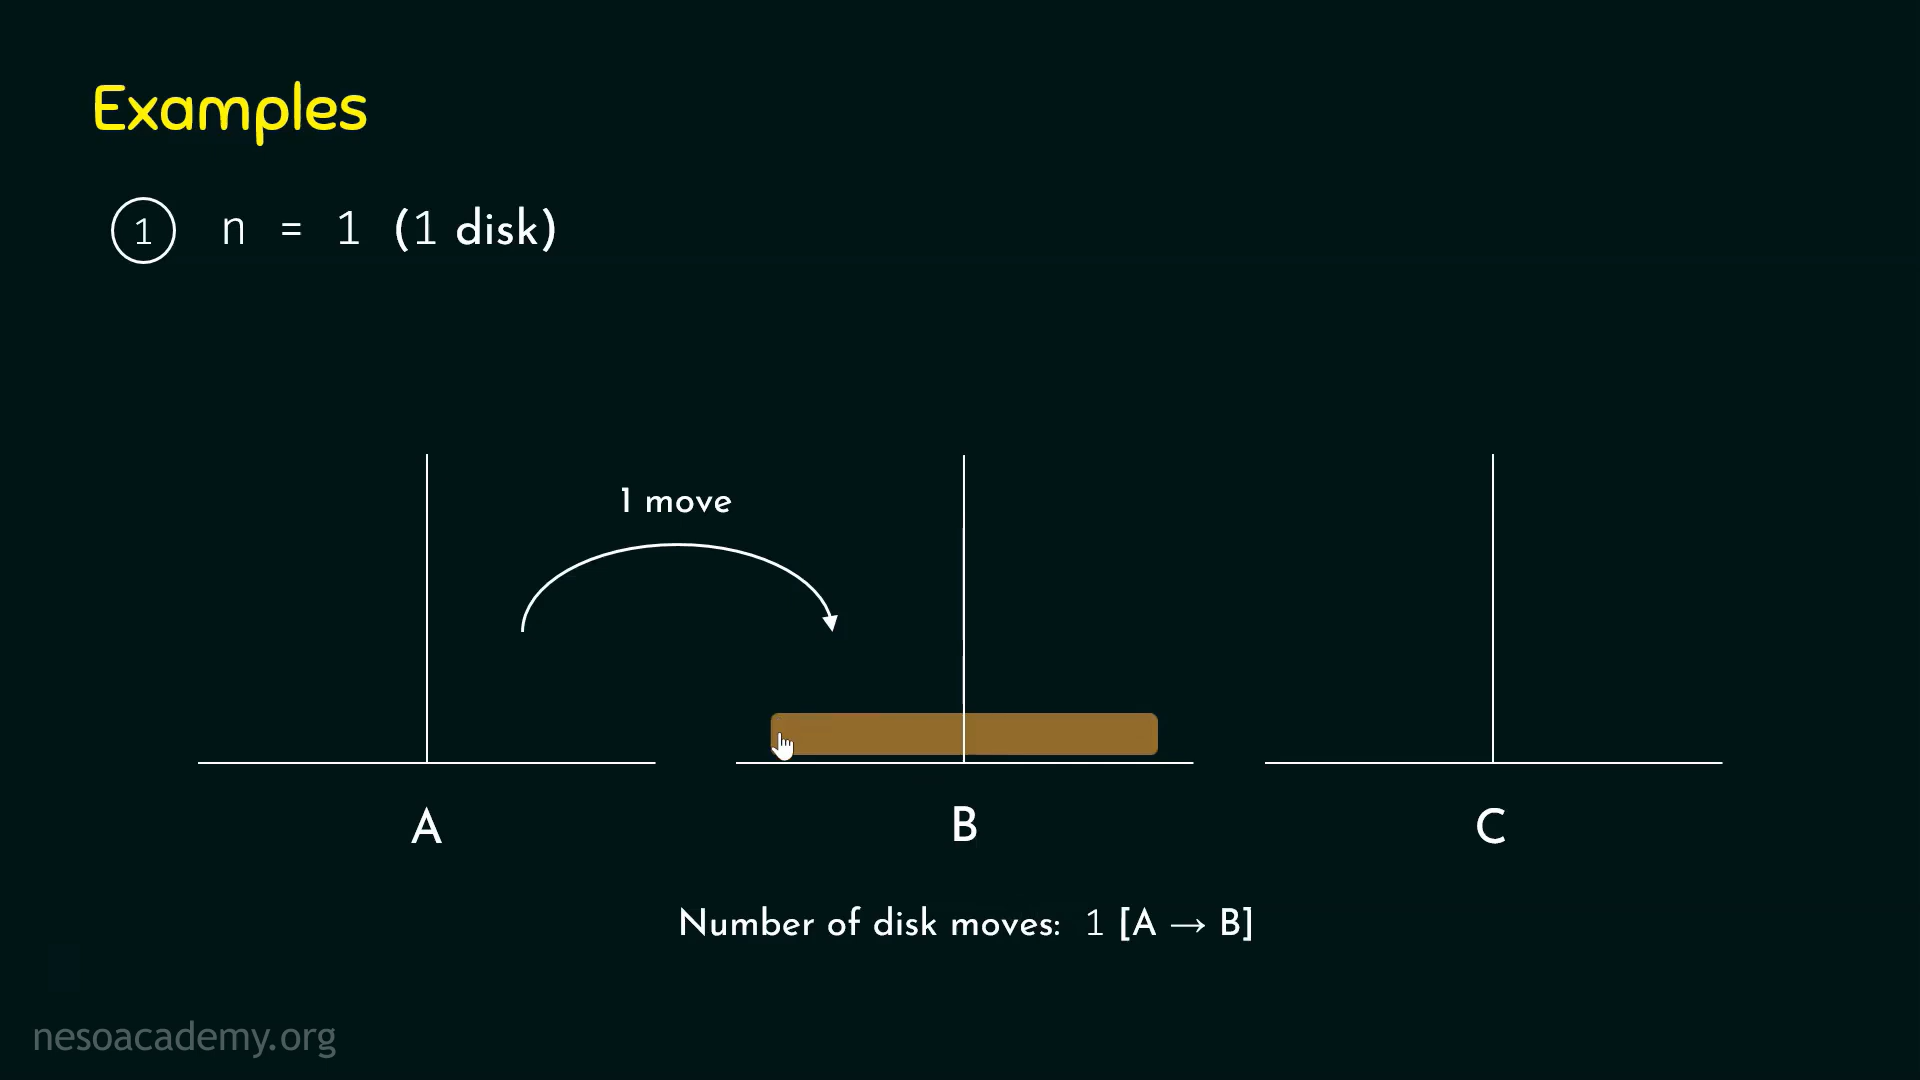 Examples
1 n = 1 (1 disk)
1 move
A B C
Number of disk moves: 1 [A → B]
nesoacademy.org